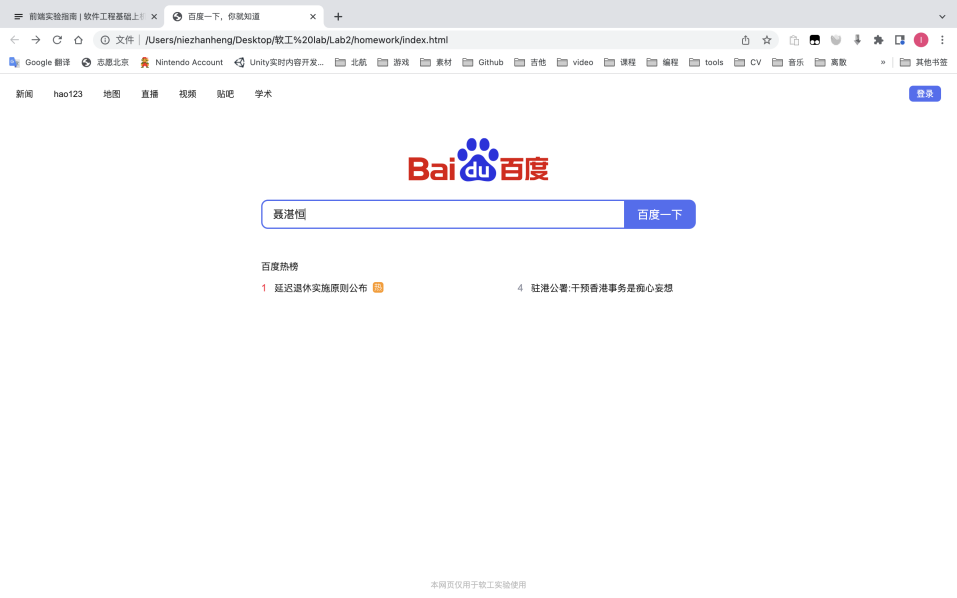 前端实验指南 | 软件工程基础上机
百度一下，你就知道
文件 /Users/niezhanheng/Desktop/软工%20lab/Lab2/homework/index.html
Google 翻译 志愿北京 Nintendo Account Unity实时内容开发... 北航 游戏 素材 Github 吉他 video 课程 编程 tools CV 音乐 离散 » 其他书签
新闻 hao123 地图 直播 视频 贴吧 学术 登录
Baidu百度
聂湛恒 百度一下
百度热榜
1 延迟退休实施原则公布 热 4 驻港公署:干预香港事务是痴心妄想
本网页仅用于软工实验使用